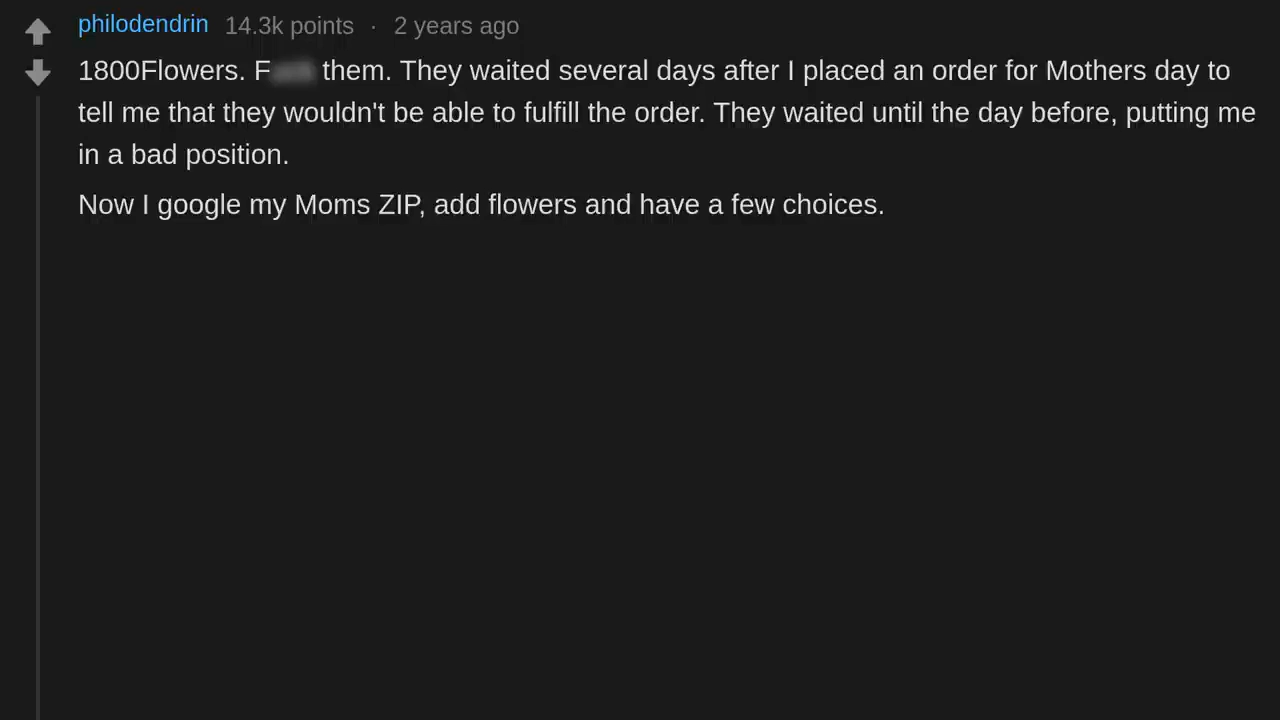 philodendrin 14.3k points · 2 years ago
1800Flowers. F them. They waited several days after I placed an order for Mothers day to
tell me that they wouldn't be able to fulfill the order. They waited until the day before, putting me
in a bad position.
Now I google my Moms ZIP, add flowers and have a few choices.